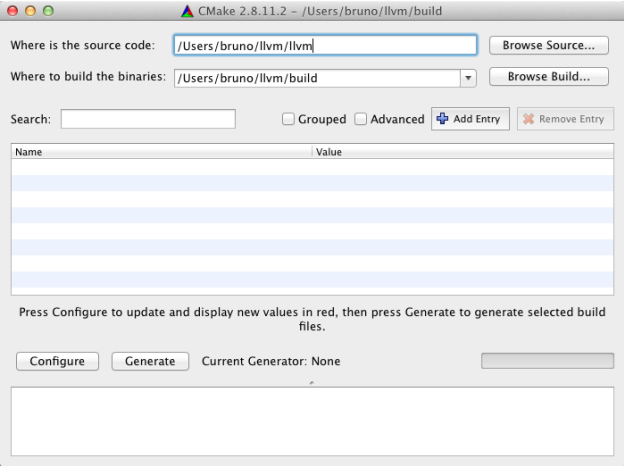 CMake 2.8.11.2 - /Users/bruno/llvm/build
Where is the source code: /Users/bruno/llvm/llvm Browse Source...
Where to build the binaries: /Users/bruno/llvm/build Browse Build...
Search: Grouped Advanced Add Entry Remove Entry
Name Value
Press Configure to update and display new values in red, then press Generate to generate selected build
files.
Configure Generate Current Generator: None